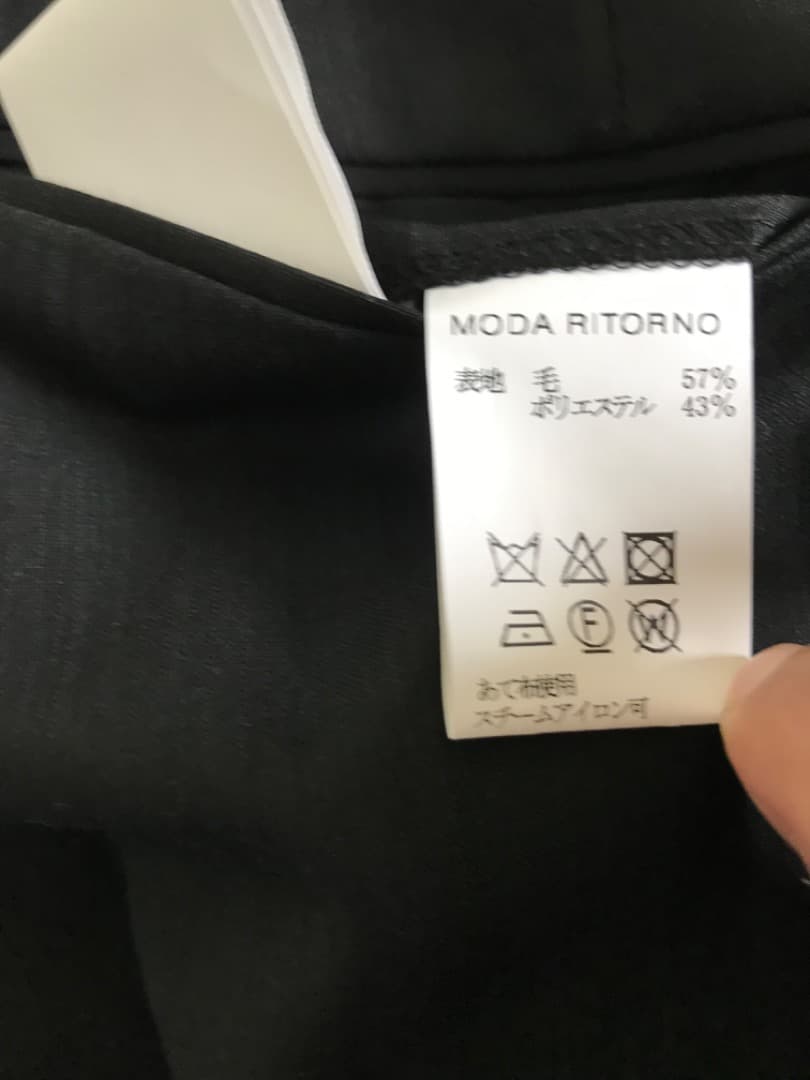 MODA RITORNO
表地 毛 57%
ポリエステル 43%
F W
あて布使用
スチームアイロン可